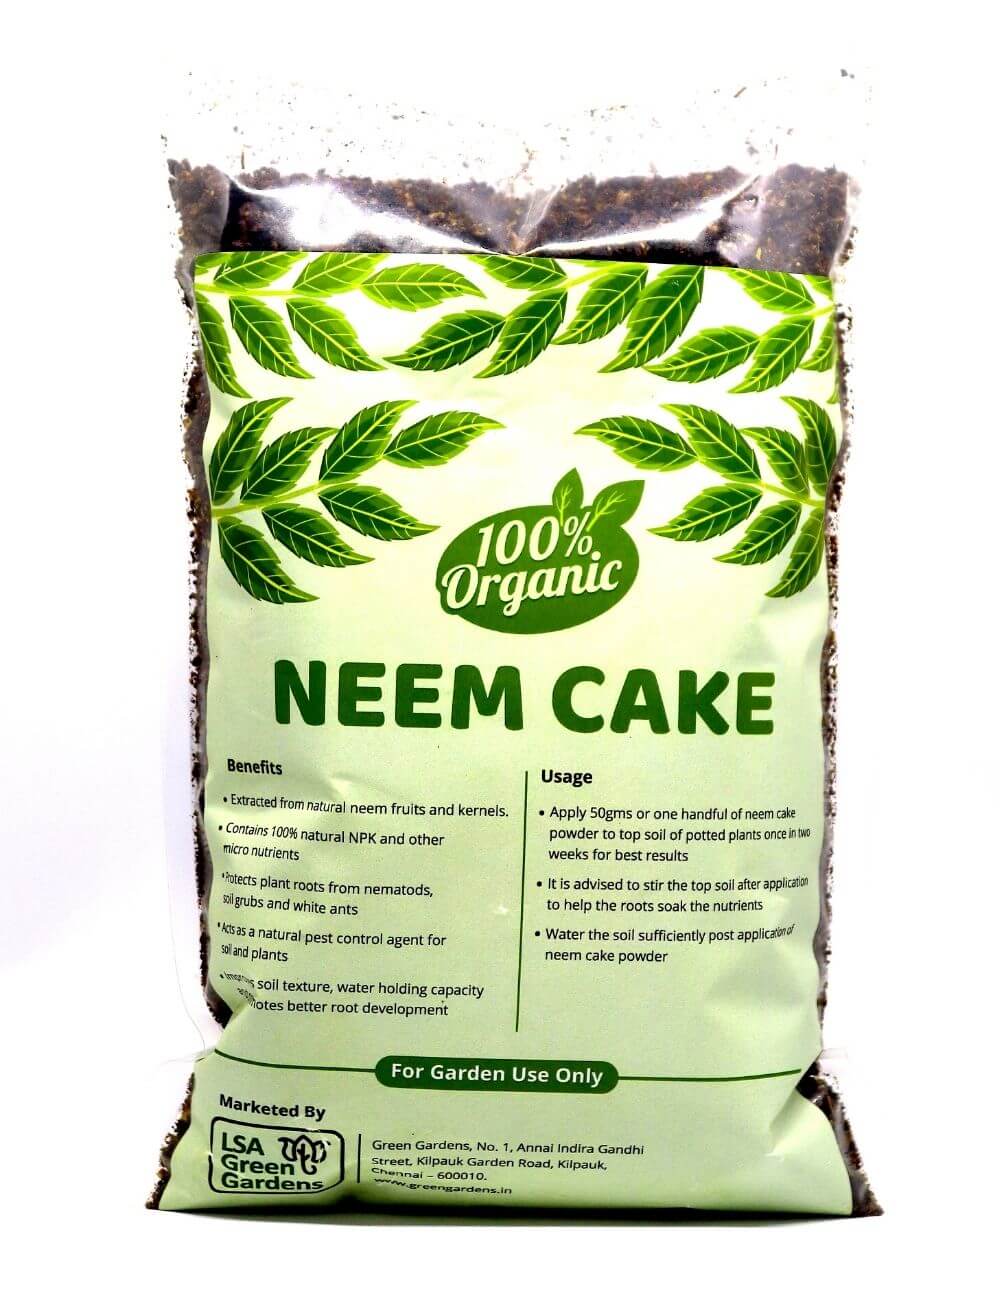 100%
Organic
NEEM CAKE
Benefits
• Extracted from natural neem fruits and kernels.
• Contains 100% natural NPK and other
micro nutrients
• Protects plant roots from nematods,
soil grubs and white ants
• Acts as a natural pest control agent for
soil and plants
• soil texture, water holding capacity
better root development
Usage
• Apply 50gms or one handful of neem cake
powder to top soil of potted plants once in two
weeks for best results
• It is advised to stir the top soil after application
to help the roots soak the nutrients
• Water the soil sufficiently post application of
neem cake powder
For Garden Use Only
Marketed By
LSA
Green
Gardens
Green Gardens, No. 1, Annai Indira Gandhi
Street, Kilpauk Garden Road, Kilpauk,
Chennai – 600010.
www.greengardens.in